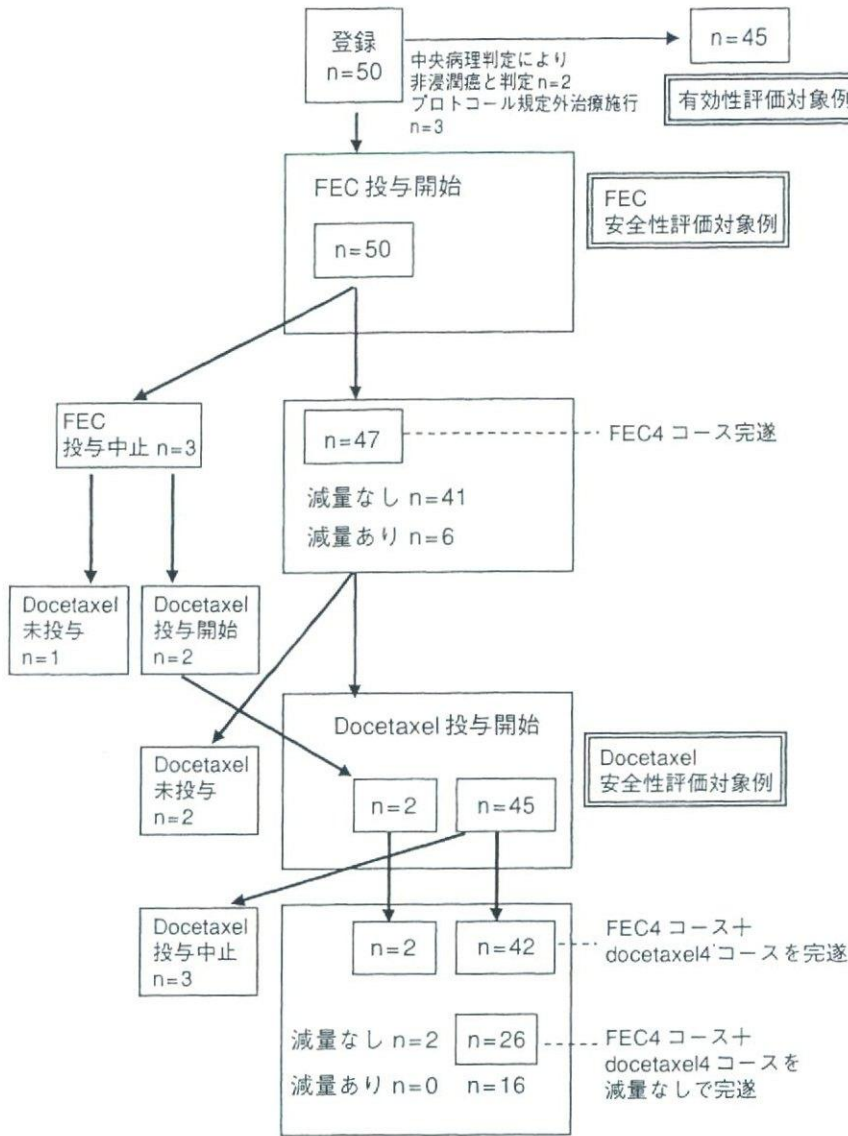 登録
n=50
中央病理判定により
非浸潤癌と判定n=2
プロトコール規定外治療施行
n=3
n=45
有効性評価対象例
FEC 投与開始
n=50
FEC
安全性評価対象例
FEC
投与中止 n=3
n=47
FEC4 コース完遂
減量なし n=41
減量あり n=6
Docetaxel
未投与
n=1
Docetaxel
投与開始
n=2
Docetaxel
未投与
n=2
Docetaxel 投与開始
n=2
n=45
Docetaxel
安全性評価対象例
Docetaxel
投与中止
n=3
n=2
n=42
FEC4 コース+
docetaxel4 コースを完遂
減量なし n=2 n=26
減量あり n=0 n=16
FEC4 コース+
docetaxel4 コースを
減量なしで完遂